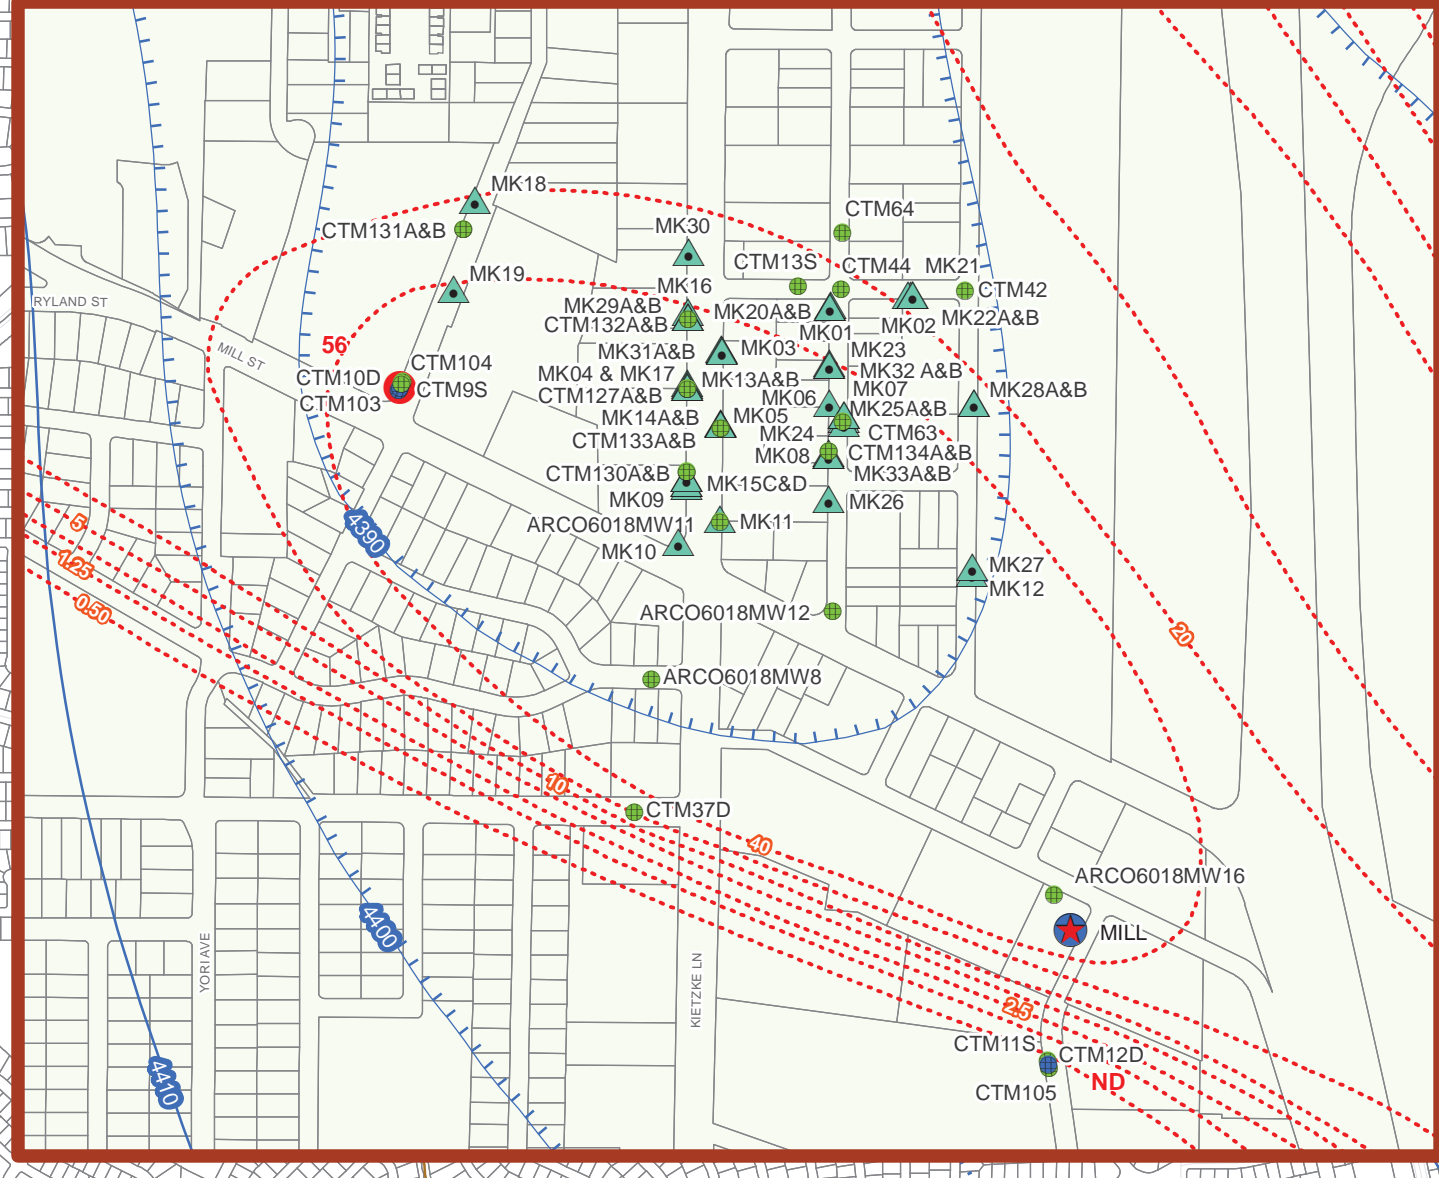 MK18
CTM64
CTM131A&B
MK30
CTM13S
CTM44
MK21
MK19
MK16
CTM42
RYLAND ST
MK29A&B
MK20A&B
MK22A&B
CTM132A&B
MK02
MK01
56
MILL ST
MK31A&B
MK03
MK23
CTM104
MK32 A&B
CTM10D
MK04 & MK17
MK13A&B
MK07
CTM9S
MK28A&B
CTM127A&B
MK06
CTM103
MK25A&B
MK14A&B
MK05
MK24
CTM63
CTM133A&B
MK08
CTM134A&B
CTM130A&B
MK33A&B
MK15C&D
MK09
MK26
5
ARCO6018MW11
MK11
4390
MK10
1.25
MK27
MK12
0.50
ARCO6018MW12
20
ARCO6018MW8
10
CTM37D
40
ARCO6018MW16
4400
MILL
YORI AVE
KIETZKE LN
2.5
CTM11S
CTM12D
4410
ND
CTM105